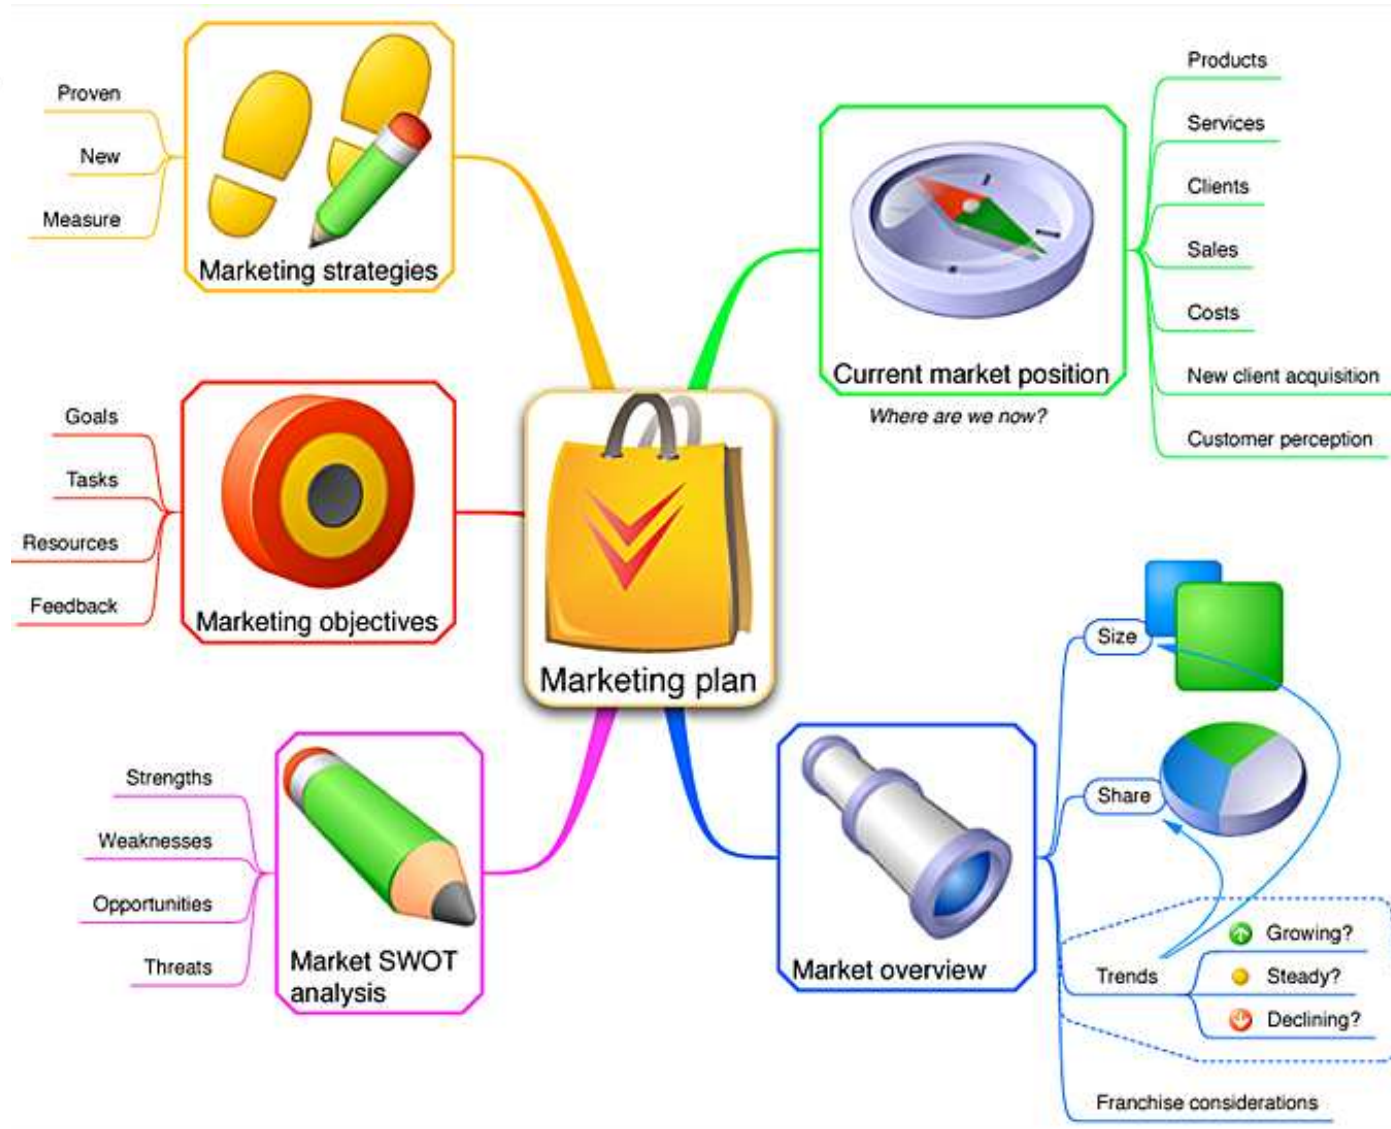 Proven
New
Measure
Marketing strategies
Goals
Tasks
Resources
Feedback
Marketing objectives
Strengths
Weaknesses
Opportunities
Threats
Market SWOT
analysis
Marketing plan
Current market position
Where are we now?
Products
Services
Clients
Sales
Costs
New client acquisition
Customer perception
Market overview
Size
Share
Trends
Growing?
Steady?
Declining?
Franchise considerations